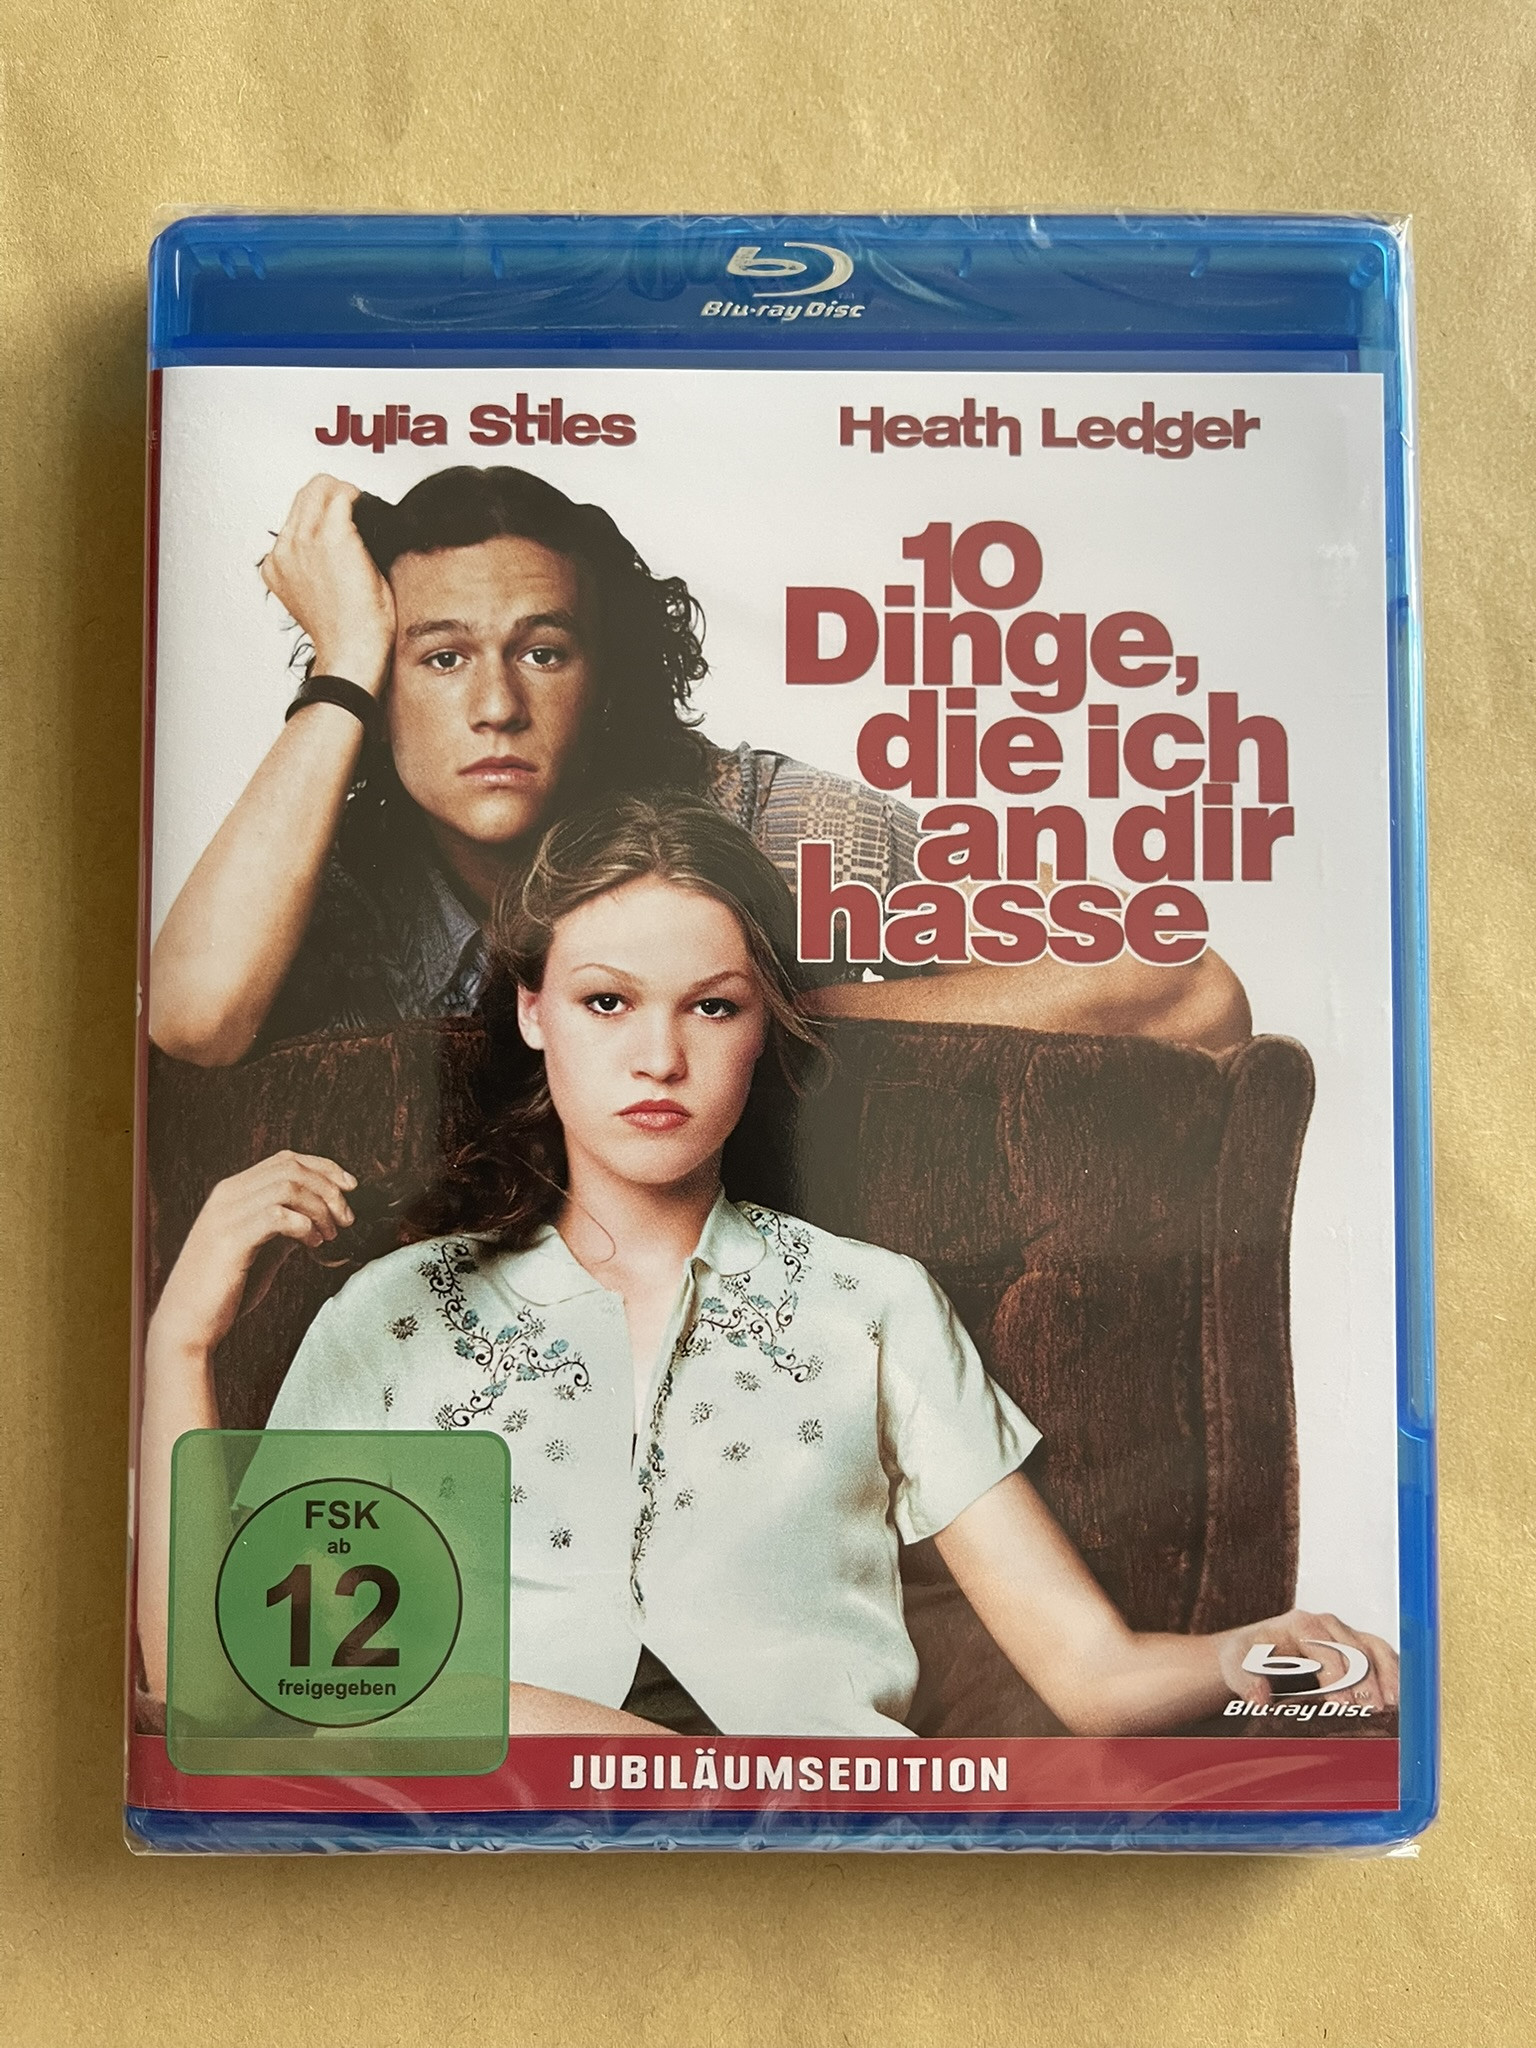 Blu-ray Disc
Julia Stiles
Heath Ledger
10
Dinge,
die ich
an dir
hasse
FSK
ab
12
freigegeben
Blu-ray Disc
JUBILÄUMSEDITION